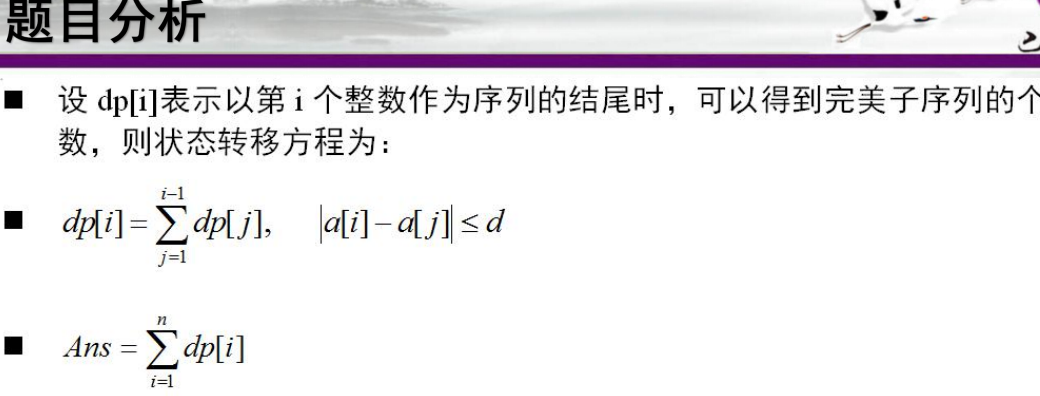 题目分析
■ 设 dp[i]表示以第 i 个整数作为序列的结尾时，可以得到完美子序列的个
数，则状态转移方程为：
■ dp[i] = \sum_{j=1}^{i-1} dp[j],    |a[i] − a[j]| ≤ d
■ Ans = \sum_{i=1}^{n} dp[i]